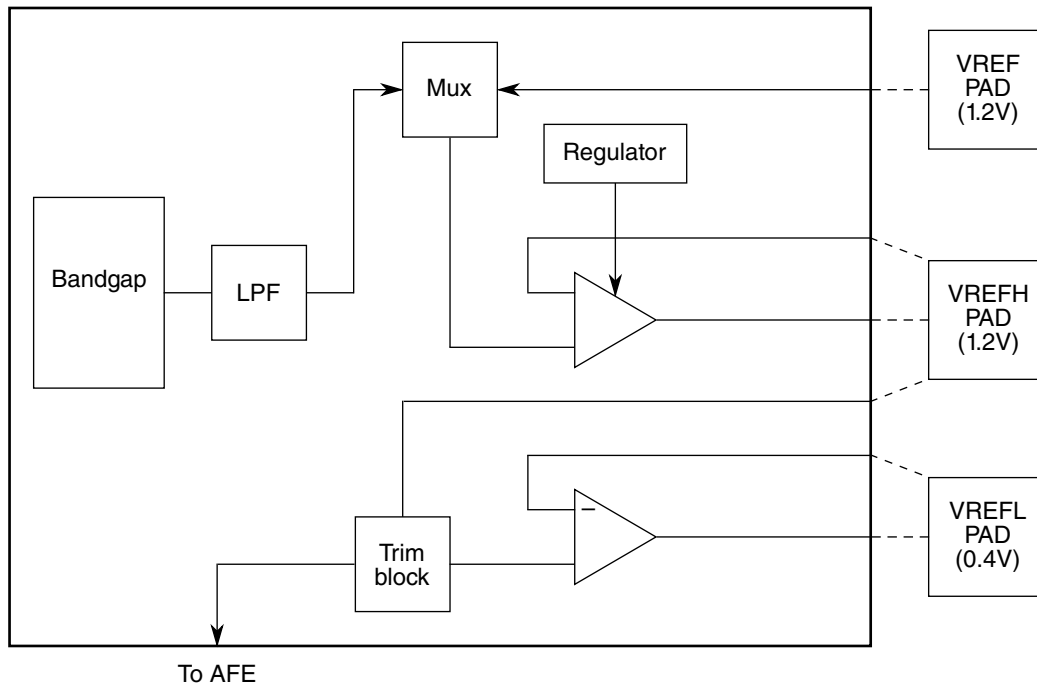 Mux
VREF
PAD
(1.2V)
Regulator
Bandgap
LPF
VREFH
PAD
(1.2V)
VREFL
PAD
(0.4V)
Trim
block
To AFE